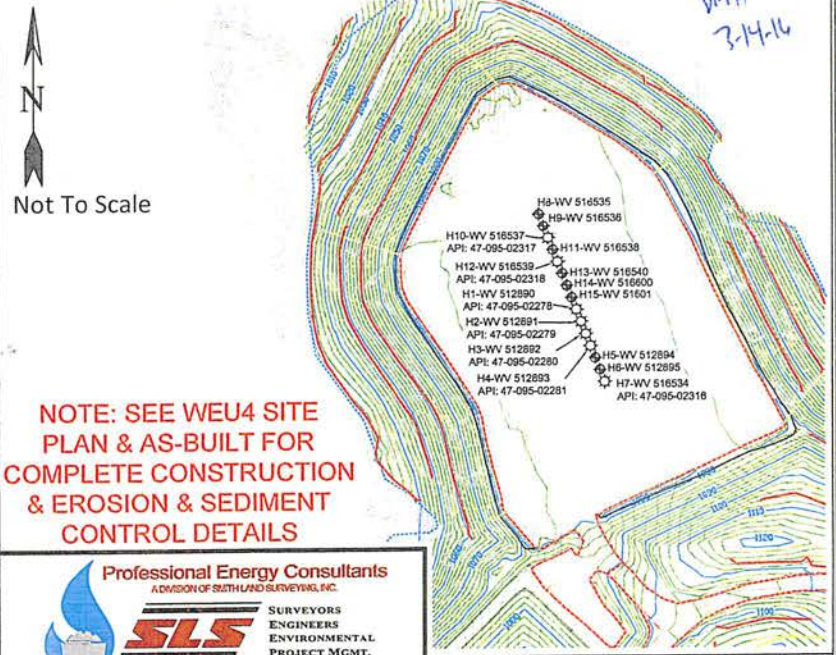 3-14-16
N
Not To Scale
H8-WV 516535
H9-WV 516536
H10-WV 516537
API: 47-095-02317
H11-WV 516538
H12-WV 516539
API: 47-095-02318
H13-WV 516540
H14-WV 516600
H15-WV 51601
H1-WV 512890
API: 47-095-02278
H2-WV 512891
API: 47-095-02279
H3-WV 512892
API: 47-095-02280
H4-WV 512893
API: 47-095-02281
H5-WV 512894
H6-WV 512895
H7-WV 516534
API: 47-095-02316
NOTE: SEE WEU4 SITE
PLAN & AS-BUILT FOR
COMPLETE CONSTRUCTION
& EROSION & SEDIMENT
CONTROL DETAILS
1100
1110
1120
1100
Professional Energy Consultants
A DIVISION OF SMITH LAND SURVEYING, INC.
SLS
SURVEYORS
ENGINEERS
ENVIRONMENTAL
PROJECT MGMT.